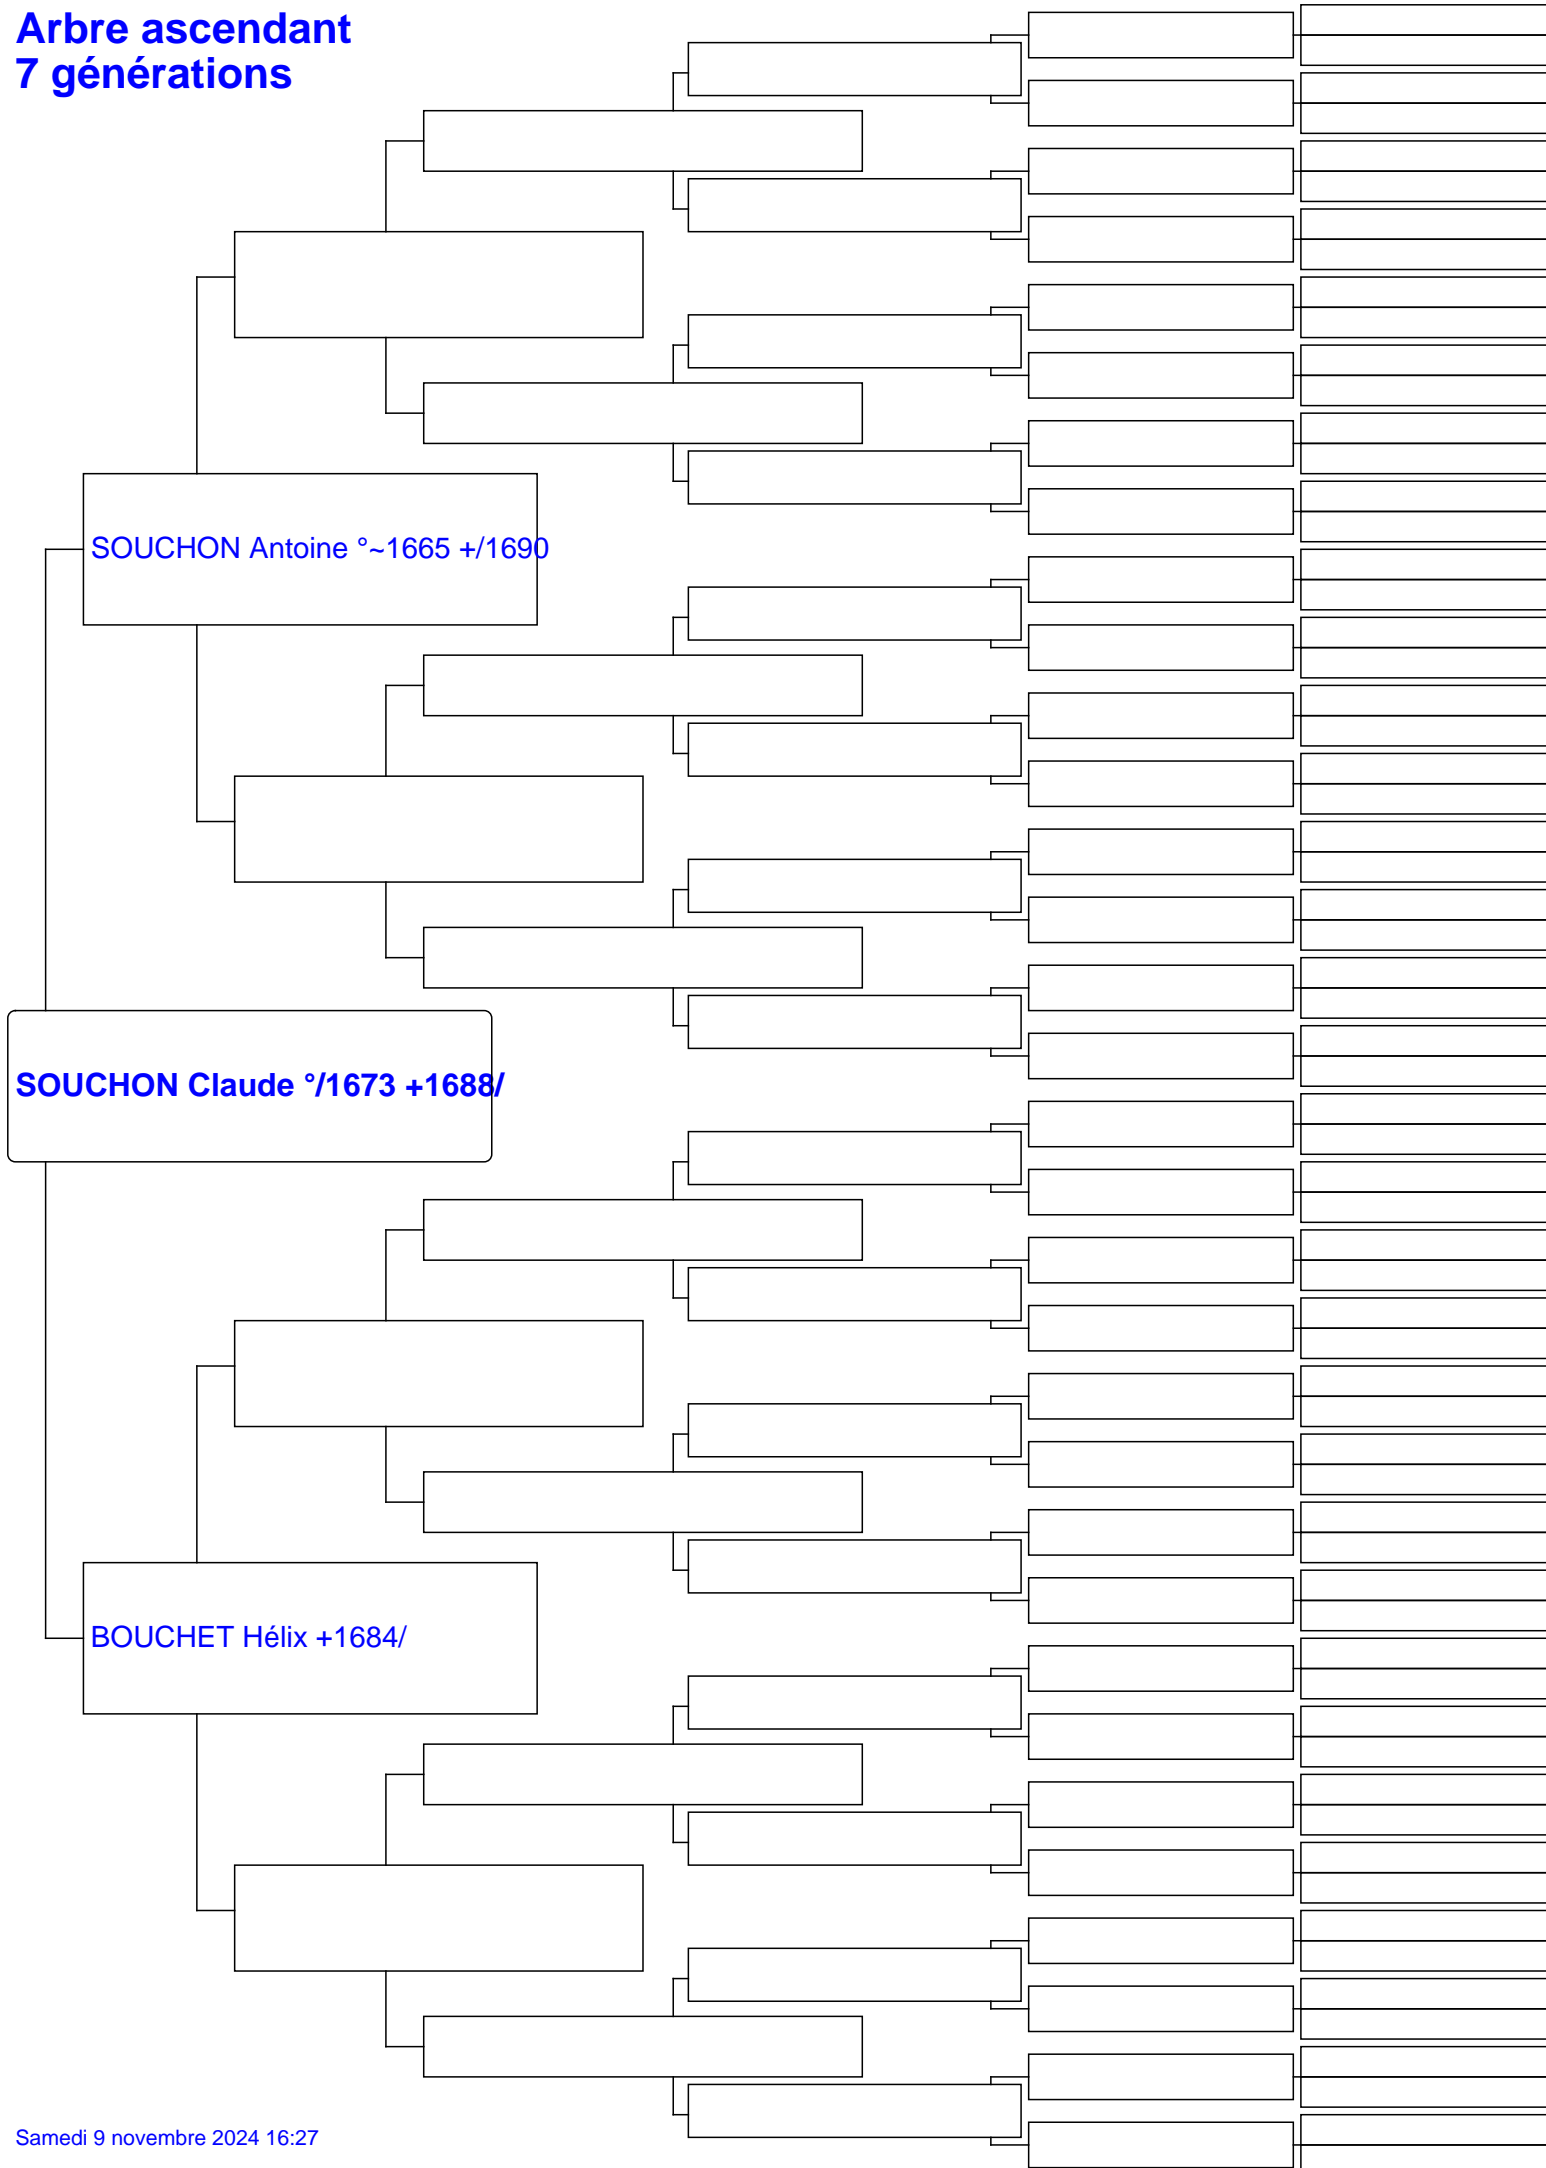 Arbre ascendant
7 générations
SOUCHON Antoine °~1665 +/1690
SOUCHON Claude °/1673 +1688/
BOUCHET Hélix +1684/
Samedi 9 novembre 2024 16:27